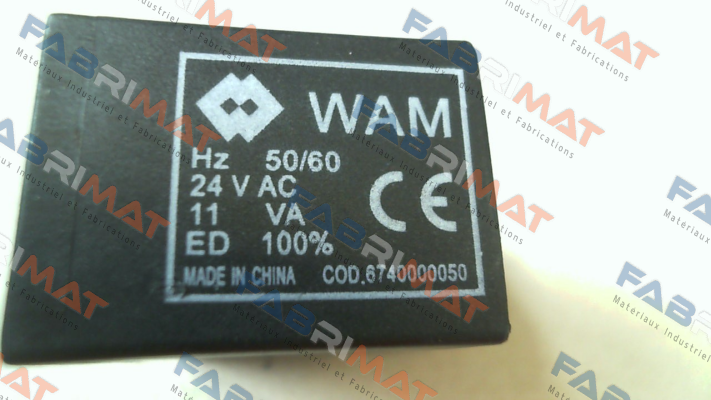 WAM
Hz 50/60
24 V AC
11 VA
ED 100%
CE
MADE IN CHINA COD.6740000050
FABRIMAT
Matériaux Industriel et Fabrications